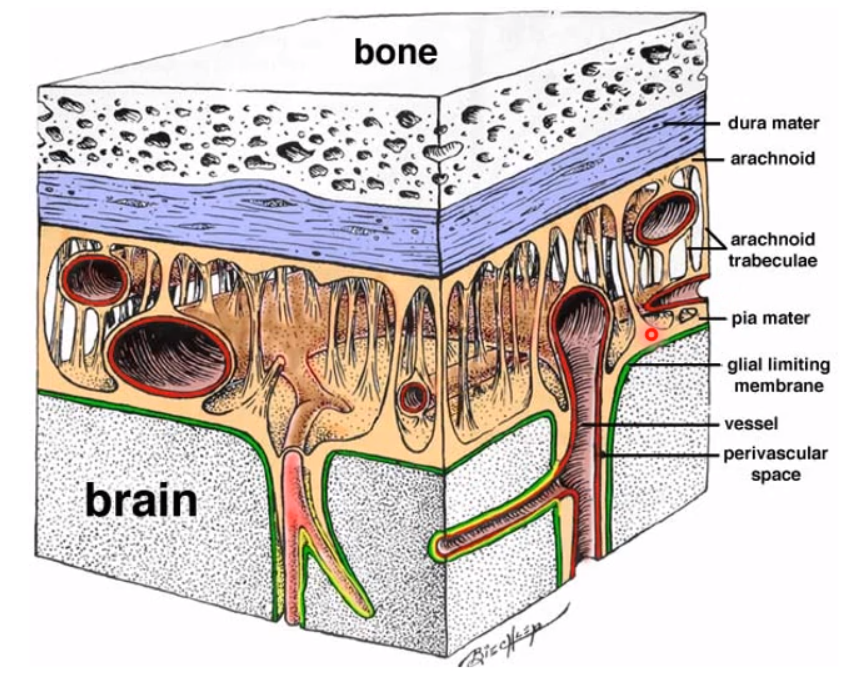 bone
dura mater
arachnoid
arachnoid
trabeculae
pia mater
glial limiting
membrane
vessel
perivascular
space
brain